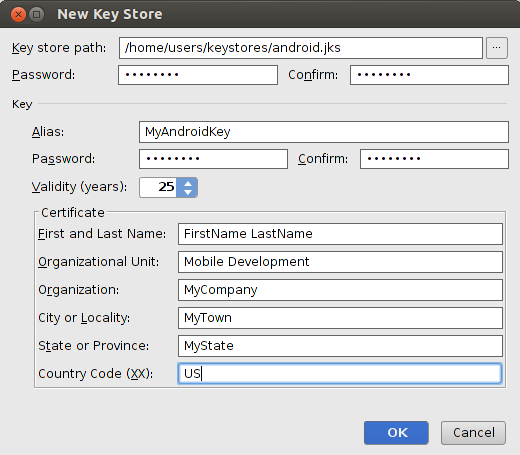 New Key Store
Key store path: /home/users/keystores/android.jks ...
Password: •••••••• Confirm: ••••••••
Key
Alias: MyAndroidKey
Password: •••••••• Confirm: ••••••••
Validity (years): 25
Certificate
First and Last Name: FirstName LastName
Organizational Unit: Mobile Development
Organization: MyCompany
City or Locality: MyTown
State or Province: MyState
Country Code (XX): US
OK Cancel